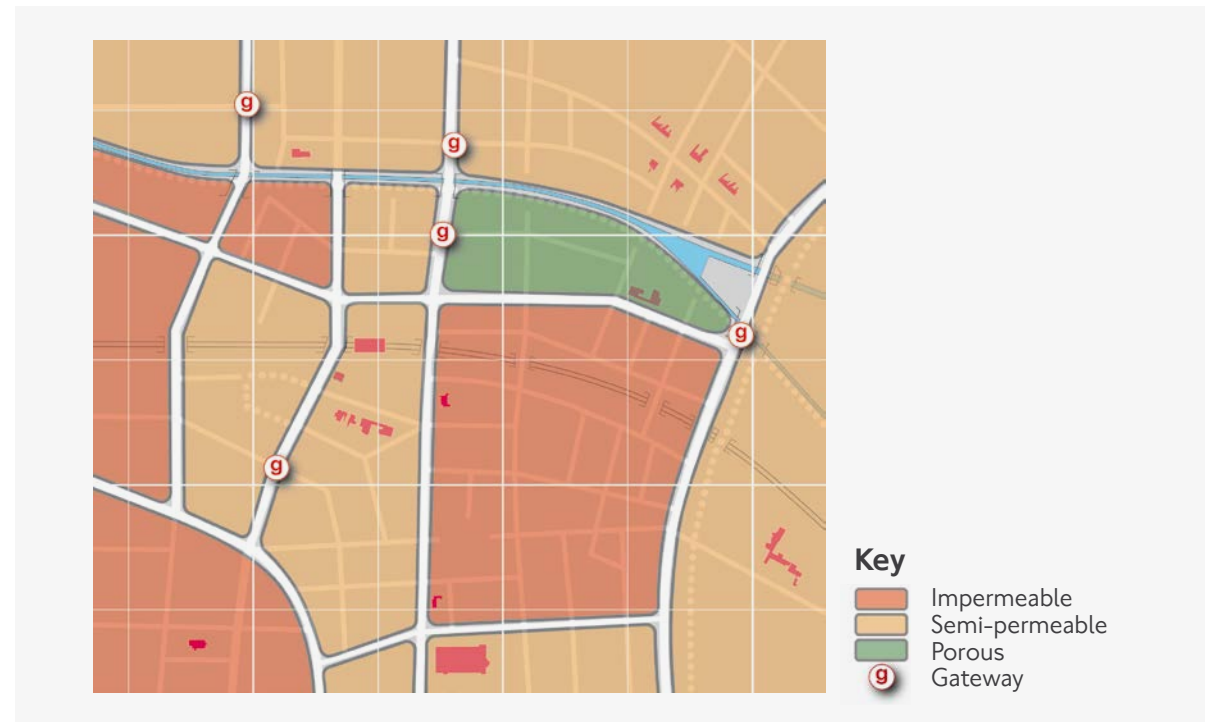 g
g
g
g
g
Key
Impermeable
Semi-permeable
Porous
g Gateway